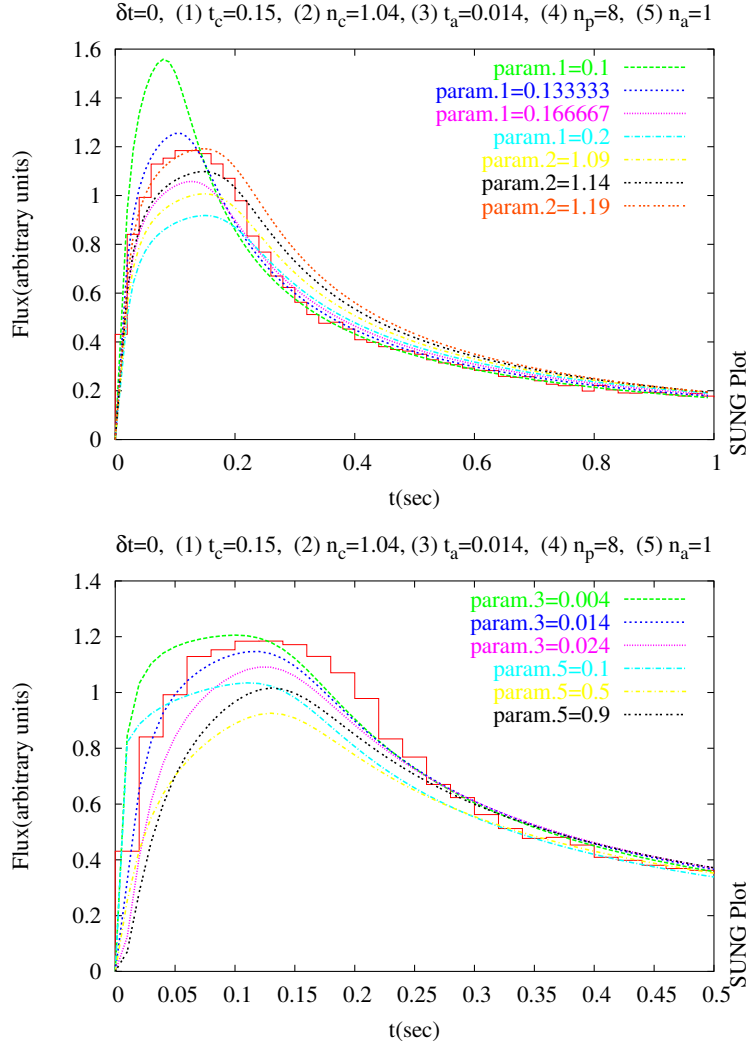 δt=0, (1) t_c=0.15, (2) n_c=1.04, (3) t_a=0.014, (4) n_p=8, (5) n_a=1
1.6
1.4
1.2
1
0.8
0.6
0.4
0.2
0
Flux(arbitrary units)
param.1=0.1
param.1=0.133333
param.1=0.166667
param.1=0.2
param.2=1.09
param.2=1.14
param.2=1.19
0 0.2 0.4 0.6 0.8 1
t(sec)
SUNG Plot
δt=0, (1) t_c=0.15, (2) n_c=1.04, (3) t_a=0.014, (4) n_p=8, (5) n_a=1
1.4
1.2
1
0.8
0.6
0.4
0.2
0
Flux(arbitrary units)
param.3=0.004
param.3=0.014
param.3=0.024
param.5=0.1
param.5=0.5
param.5=0.9
0 0.05 0.1 0.15 0.2 0.25 0.3 0.35 0.4 0.45 0.5
t(sec)
SUNG Plot